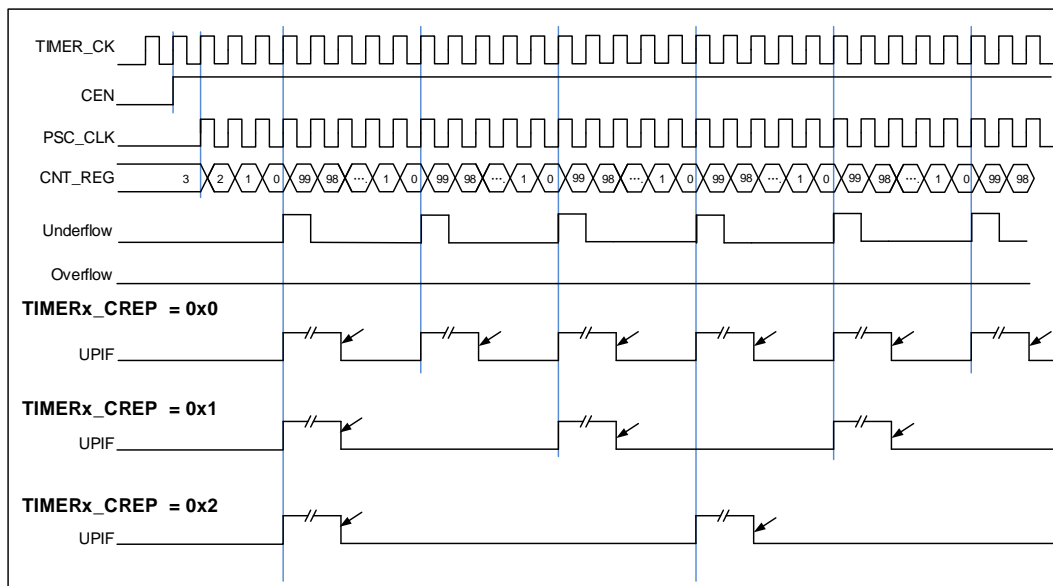 TIMER_CK
CEN
PSC_CLK
CNT_REG 3 2 1 0 99 98 .... 1 0 99 98 .... 1 0 99 98 .... 1 0 99 98 .... 1 0 99 98 .... 1 0 99 98
Underflow
Overflow
TIMERx_CREP = 0x0
UPIF
TIMERx_CREP = 0x1
UPIF
TIMERx_CREP = 0x2
UPIF